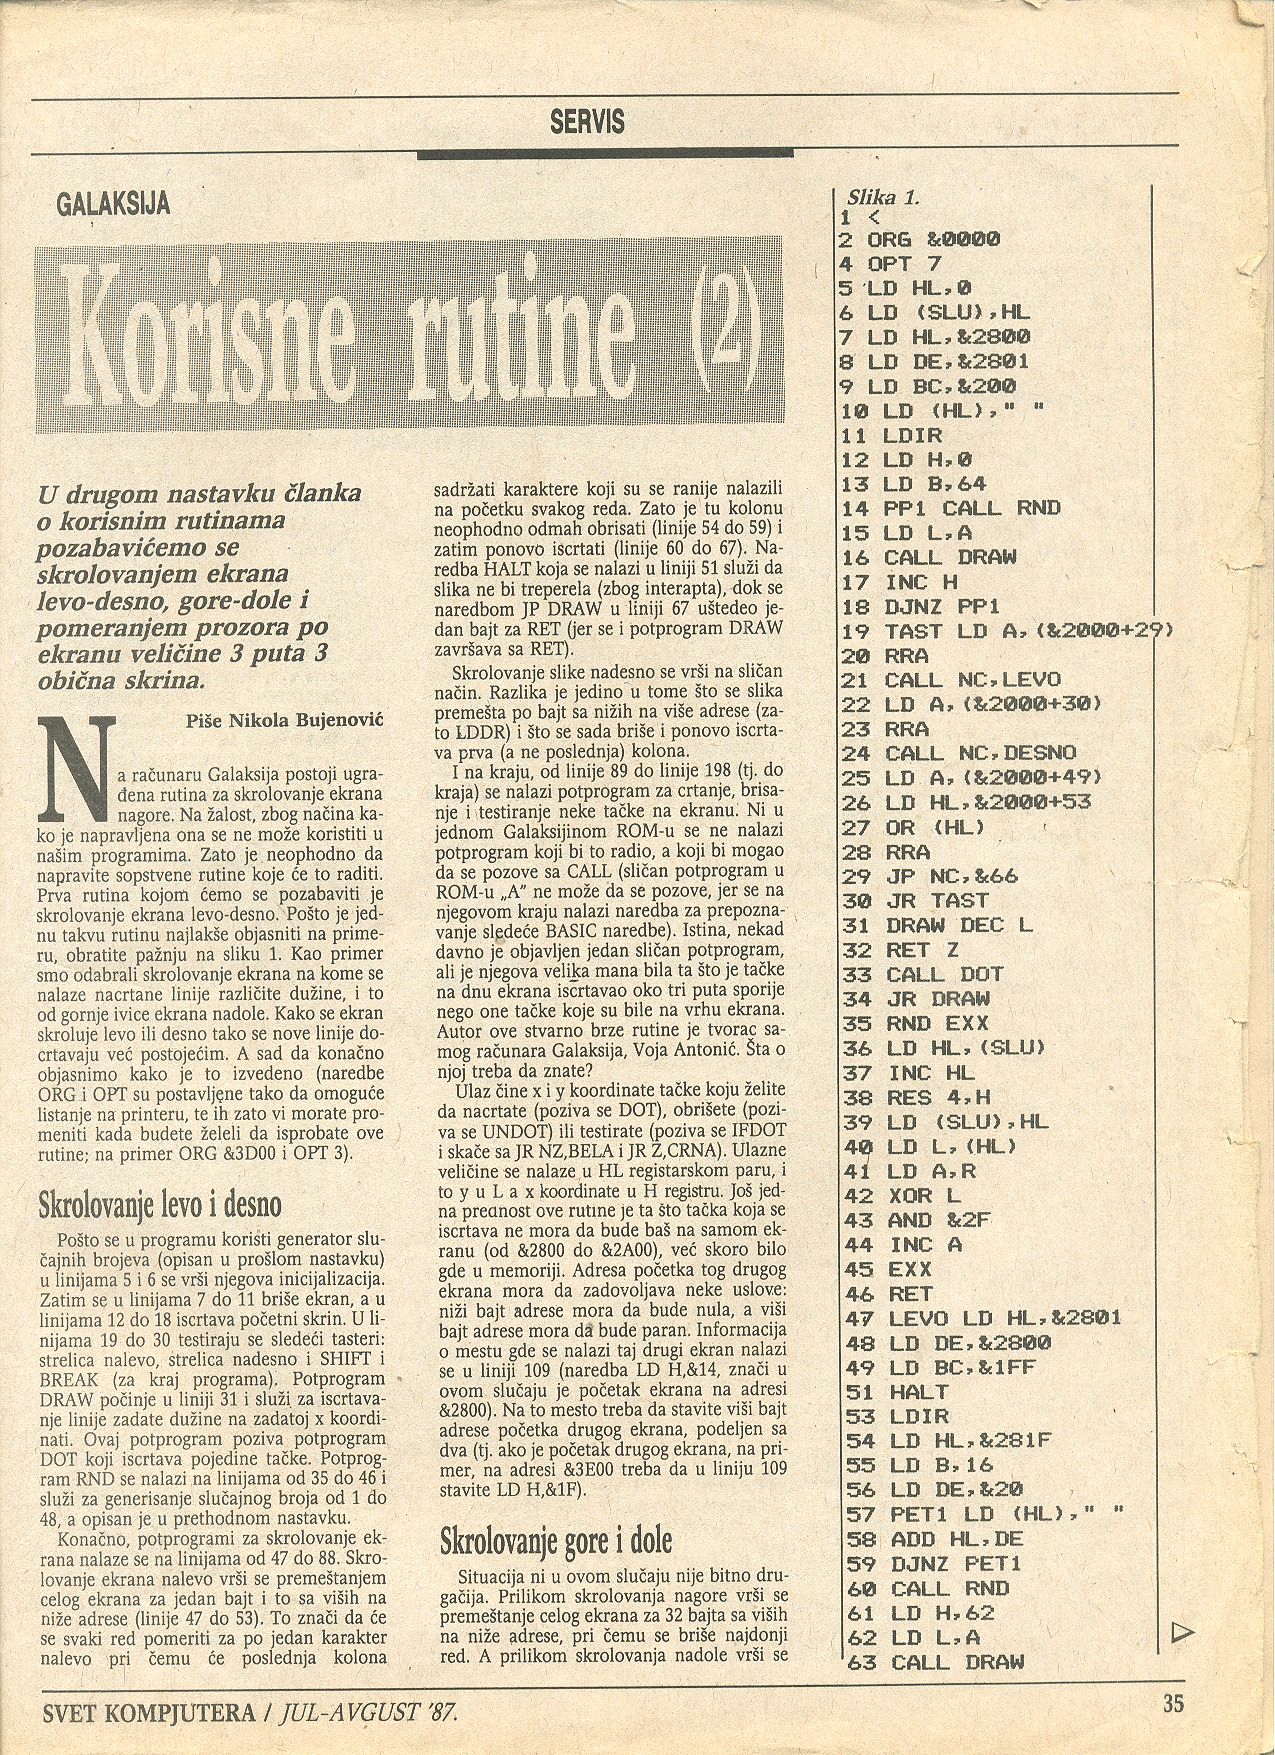 SERVIS
GALAKSIJA
Korisne rutine (2)
U drugom nastavku članka
o korisnim rutinama
pozabavićemo se
skrolovanjem ekrana
levo-desno, gore-dole i
pomeranjem prozora po
ekranu veličine 3 puta 3
obična skrina.
Piše Nikola Bujenović
Na računaru Galaksija postoji ugra-
đena rutina za skrolovanje ekrana
nagore. Na žalost, zbog načina ka-
ko je napravljena ona se ne može koristiti u
našim programima. Zato je neophodno da
napravite sopstvene rutine koje će to raditi.
Prva rutina kojom ćemo se pozabaviti je
skrolovanje ekrana levo-desno. Pošto je jed-
nu takvu rutinu najlakše objasniti na prime-
ru, obratite pažnju na sliku 1. Kao primer
smo odabrali skrolovanje ekrana na kome se
nalaze nacrtane linije različite dužine, i to
od gornje ivice ekrana nadole. Kako se ekran
skroluje levo ili desno tako se nove linije do-
crtavaju već postojećim. A sad da konačno
objasnimo kako je to izvedeno (naredbe
ORG i OPT su postavljene tako da omoguće
listanje na printeru, te ih zato vi morate pro-
meniti kada budete želeli da isprobate ove
rutine; na primer ORG &3D00 i OPT 3).
Skrolovanje levo i desno
Pošto se u programu koristi generator slu-
čajnih brojeva (opisan u prošlom nastavku)
u linijama 5 i 6 se vrši njegova inicijalizacija.
Zatim se u linijama 7 do 11 briše ekran, a u
linijama 12 do 18 iscrtava početni skrin. U li-
nijama 19 do 30 testiraju se sledeći tasteri:
strelica nalevo, strelica nadesno i SHIFT i
BREAK (za kraj programa). Potprogram
DRAW počinje u liniji 31 i služi za iscrtava-
nje linije zadate dužine na zadatoj x koordi-
nati. Ovaj potprogram poziva potprogram
DOT koji iscrtava pojedine tačke. Potprog-
ram RND se nalazi na linijama od 35 do 46 i
služi za generisanje slučajnog broja od 1 do
48, a opisan je u prethodnom nastavku.
Konačno, potprogrami za skrolovanje ek-
rana nalaze se na linijama od 47 do 88. Skro-
lovanje ekrana nalevo vrši se premeštanjem
celog ekrana za jedan bajt i to sa viših na
niže adrese (linije 47 do 53). To znači da će
se svaki red pomeriti za po jedan karakter
nalevo pri čemu će poslednja kolona
sadržati karaktere koji su se ranije nalazili
na početku svakog reda. Zato je tu kolonu
neophodno odmah obrisati (linije 54 do 59) i
zatim ponovo iscrtati (linije 60 do 67). Na-
redba HALT koja se nalazi u liniji 51 služi da
slika ne bi treperela (zbog interapta), dok se
naredbom JP DRAW u liniji 67 uštedeo je-
dan bajt za RET (jer se i potprogram DRAW
završava sa RET).
Skrolovanje slike nadesno se vrši na sličan
način. Razlika je jedino u tome što se slika
premešta po bajt sa nižih na više adrese (za-
to LDDR) i što se sada briše i ponovo iscrta-
va prva (a ne poslednja) kolona.
I na kraju, od linije 89 do linije 198 (tj. do
kraja) se nalazi potprogram za crtanje, brisa-
nje i testiranje neke tačke na ekranu. Ni u
jednom Galaksijinom ROM-u se ne nalazi
potprogram koji bi to radio, a koji bi mogao
da se pozove sa CALL (sličan potprogram u
ROM-u „A” ne može da se pozove, jer se na
njegovom kraju nalazi naredba za prepozna-
vanje sledeće BASIC naredbe). Istina, nekad
davno je objavljen jedan sličan potprogram,
ali je njegova velika mana bila ta što je tačke
na dnu ekrana iscrtavao oko tri puta sporije
nego one tačke koje su bile na vrhu ekrana.
Autor ove stvarno brze rutine je tvorac sa-
mog računara Galaksija, Voja Antonić. Šta o
njoj treba da znate?
Ulaz čine x i y koordinate tačke koju želite
da nacrtate (poziva se DOT), obrišete (pozi-
va se UNDOT) ili testirate (poziva se IFDOT
i skače sa JR NZ,BELA i JR Z,CRNA). Ulazne
veličine se nalaze u HL registarskom paru, i
to y u L a x koordinate u H registru. Još jed-
na prednost ove rutine je ta što tačka koja se
iscrtava ne mora da bude baš na samom ek-
ranu (od &2800 do &2A00), već skoro bilo
gde u memoriji. Adresa početka tog drugog
ekrana mora da zadovoljava neke uslove:
niži bajt adrese mora da bude nula, a viši
bajt adrese mora da bude paran. Informacija
o mestu gde se nalazi taj drugi ekran nalazi
se u liniji 109 (naredba LD H,&14, znači u
ovom slučaju je početak ekrana na adresi
&2800). Na to mesto treba da stavite viši bajt
adrese početka drugog ekrana, podeljen sa
dva (tj. ako je početak drugog ekrana, na pri-
mer, na adresi &3E00 treba da u liniju 109
stavite LD H,&1F).
Skrolovanje gore i dole
Situacija ni u ovom slučaju nije bitno dru-
gačija. Prilikom skrolovanja nagore vrši se
premeštanje celog ekrana za 32 bajta sa viših
na niže adrese, pri čemu se briše najdonji
red. A prilikom skrolovanja nadole vrši se
Slika 1.
1 <
2 ORG &0000
4 OPT 7
5 LD HL,0
6 LD (SLU),HL
7 LD HL,&2800
8 LD DE,&2801
9 LD BC,&200
10 LD (HL)," "
11 LDIR
12 LD H,0
13 LD B,64
14 PP1 CALL RND
15 LD L,A
16 CALL DRAW
17 INC H
18 DJNZ PP1
19 TAST LD A,(&2000+29)
20 RRA
21 CALL NC,LEVO
22 LD A,(&2000+30)
23 RRA
24 CALL NC,DESNO
25 LD A,(&2000+49)
26 LD HL,&2000+53
27 OR (HL)
28 RRA
29 JP NC,&66
30 JR TAST
31 DRAW DEC L
32 RET Z
33 CALL DOT
34 JR DRAW
35 RND EXX
36 LD HL,(SLU)
37 INC HL
38 RES 4,H
39 LD (SLU),HL
40 LD L,(HL)
41 LD A,R
42 XOR L
43 AND &2F
44 INC A
45 EXX
46 RET
47 LEVO LD HL,&2801
48 LD DE,&2800
49 LD BC,&1FF
51 HALT
53 LDIR
54 LD HL,&281F
55 LD B,16
56 LD DE,&20
57 PET1 LD (HL)," "
58 ADD HL,DE
59 DJNZ PET1
60 CALL RND
61 LD H,62
62 LD L,A
63 CALL DRAW
SVET KOMPJUTERA / JUL-AVGUST '87.
35